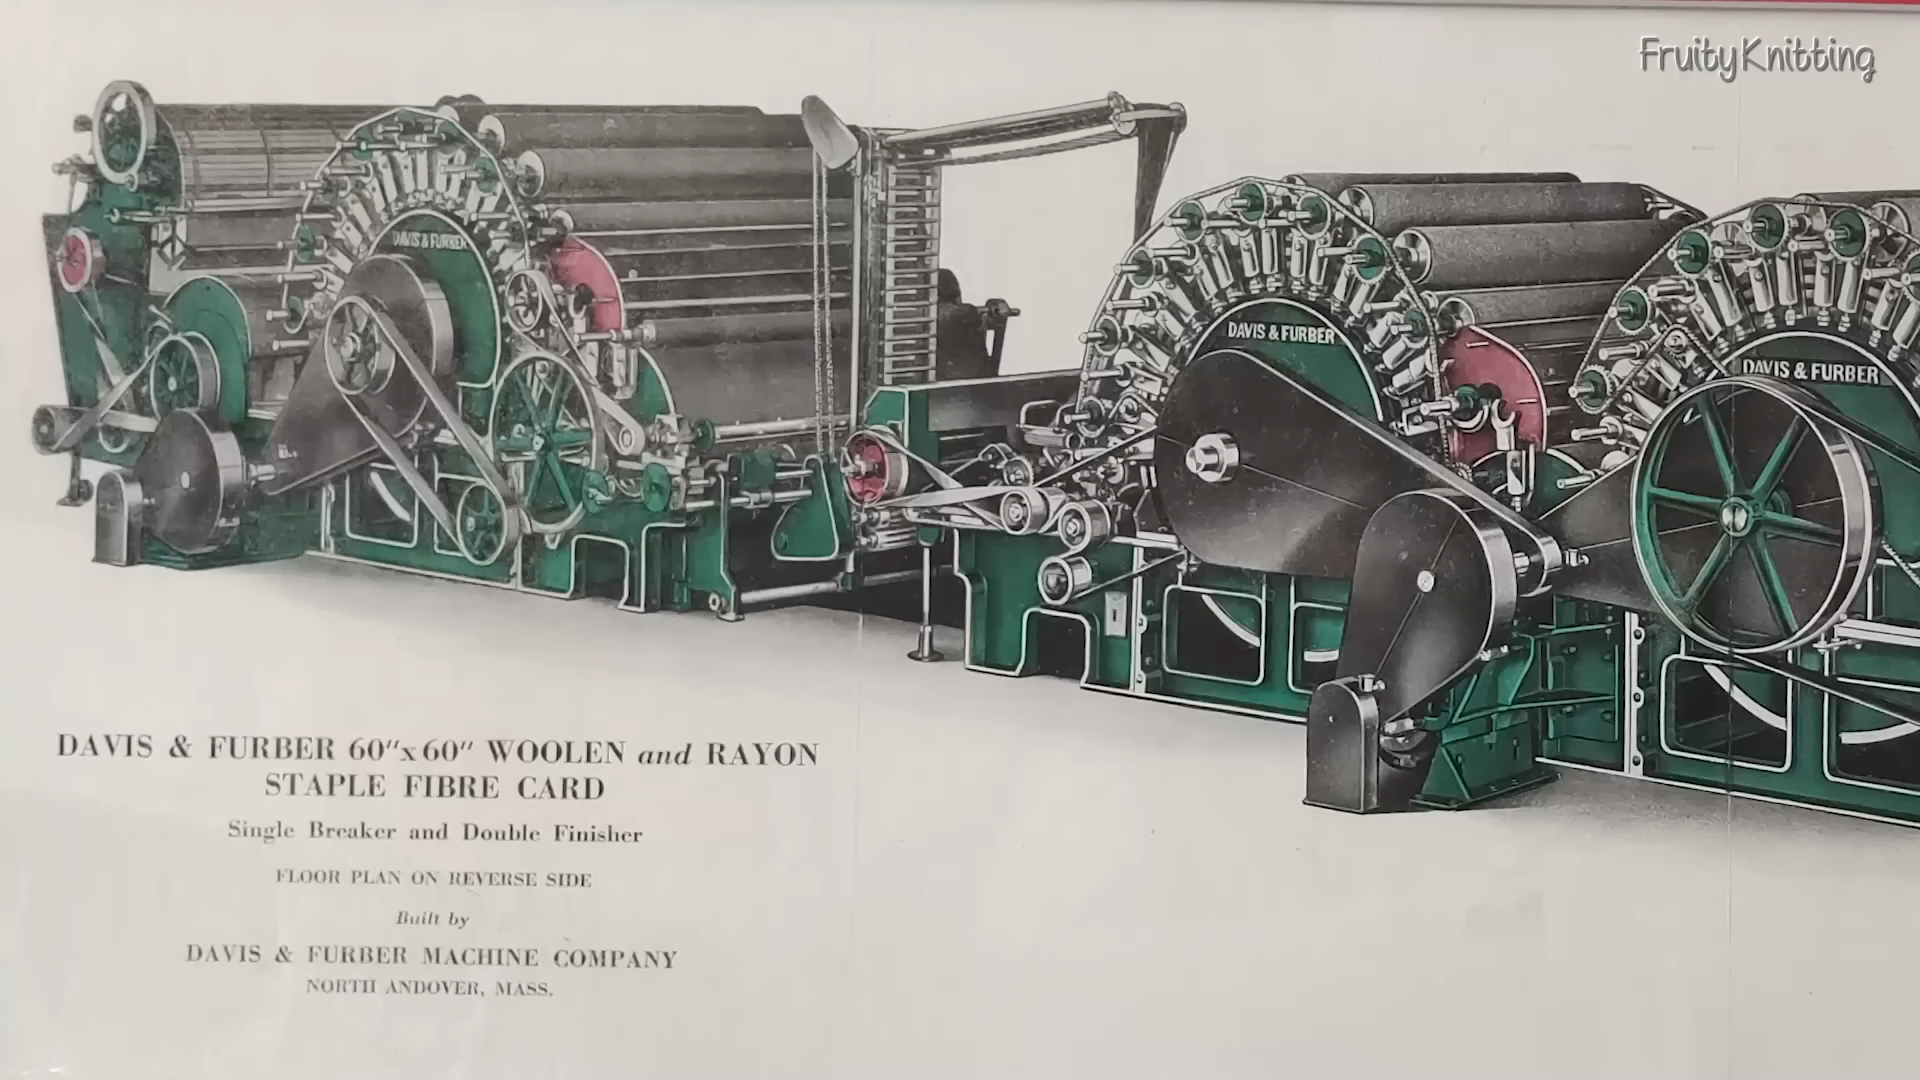 FruityKnitting
DAVIS & FURBER
DAVIS & FURBER
DAVIS & FURBER
DAVIS & FURBER 60"x60" WOOLEN and RAYON
STAPLE FIBRE CARD
Single Breaker and Double Finisher
FLOOR PLAN ON REVERSE SIDE
Built by
DAVIS & FURBER MACHINE COMPANY
NORTH ANDOVER, MASS.